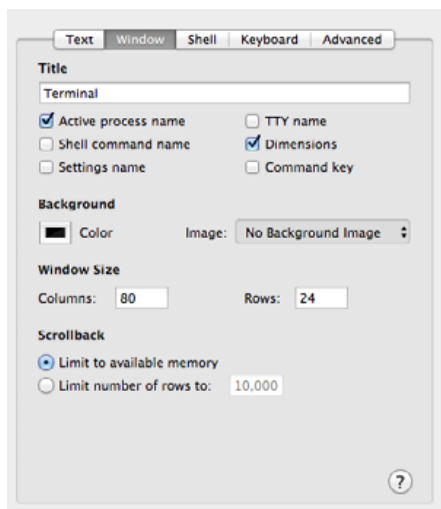 Text Window Shell Keyboard Advanced
Title
Terminal
Active process name TTY name
Shell command name Dimensions
Settings name Command key
Background
Color Image: No Background Image
Window Size
Columns: 80 Rows: 24
Scrollback
Limit to available memory
Limit number of rows to: 10,000
?